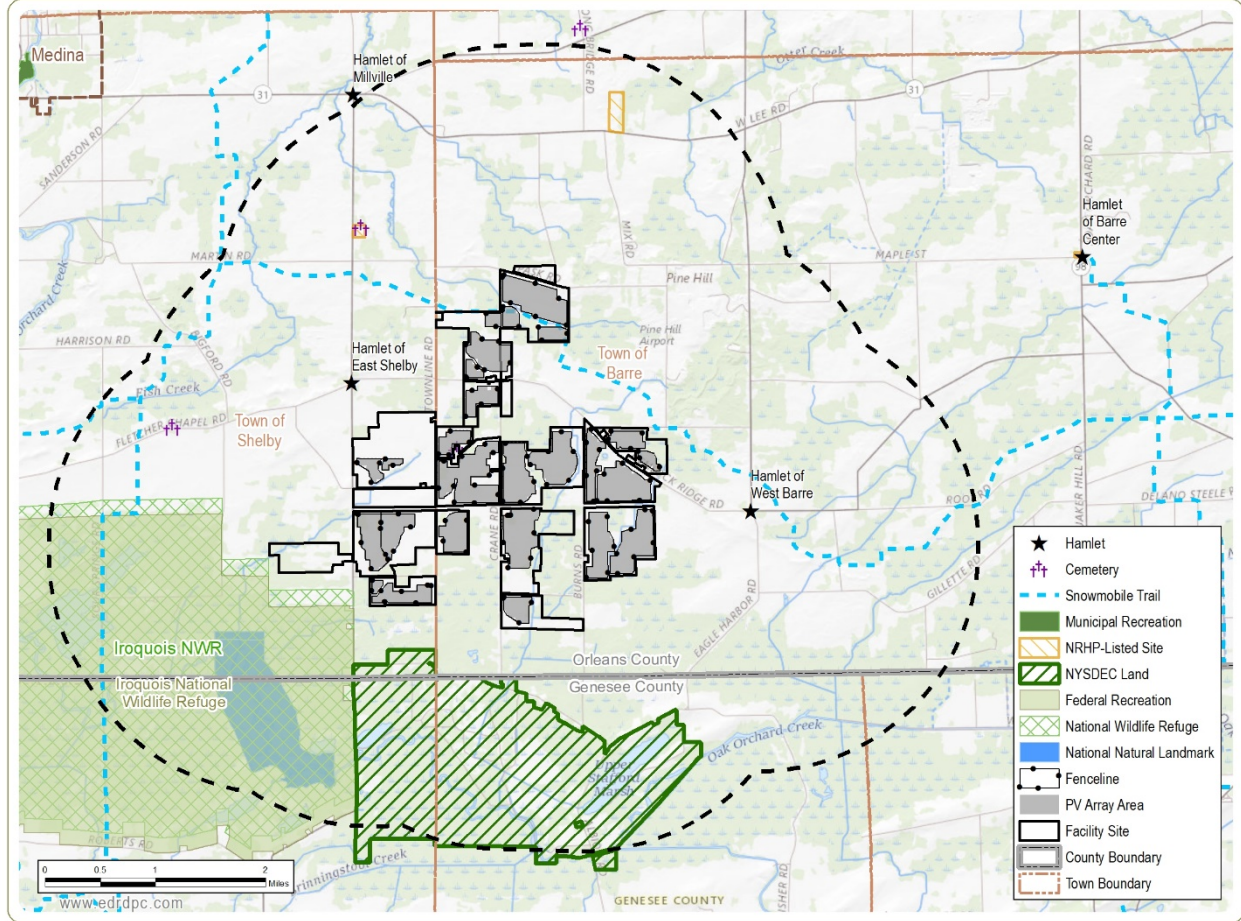 Medina
Hamlet of
Millville
31
31
W LEE RD
Otter Creek
SANDERSON RD
Hamlet
of Barre
Center
MARTIN RD
MIX RD
MAPLE ST
98
Pine Hill
Pine Hill
Airport
HARRISON RD
Hamlet of
East Shelby
TOWNLINE RD
Town of
Barre
Fish Creek
FLETCHER CHAPEL RD
Town of
Shelby
Hamlet of
West Barre
CRANE RD
BURNS RD
DELANO STEELE R
GILLETTE RD
EAGLE HARBOR RD
Iroquois NWR
Iroquois National
Wildlife Refuge
Orleans County
Genesee County
Oak Orchard Creek
Upper
Stafford
Marsh
ROBERTS RD
GENESEE COUNTY
0 0.5 1 2
Miles
www.edrdpc.com
Hamlet
Cemetery
Snowmobile Trail
Municipal Recreation
NRHP-Listed Site
NYSDEC Land
Federal Recreation
National Wildlife Refuge
National Natural Landmark
Fenceline
PV Array Area
Facility Site
County Boundary
Town Boundary